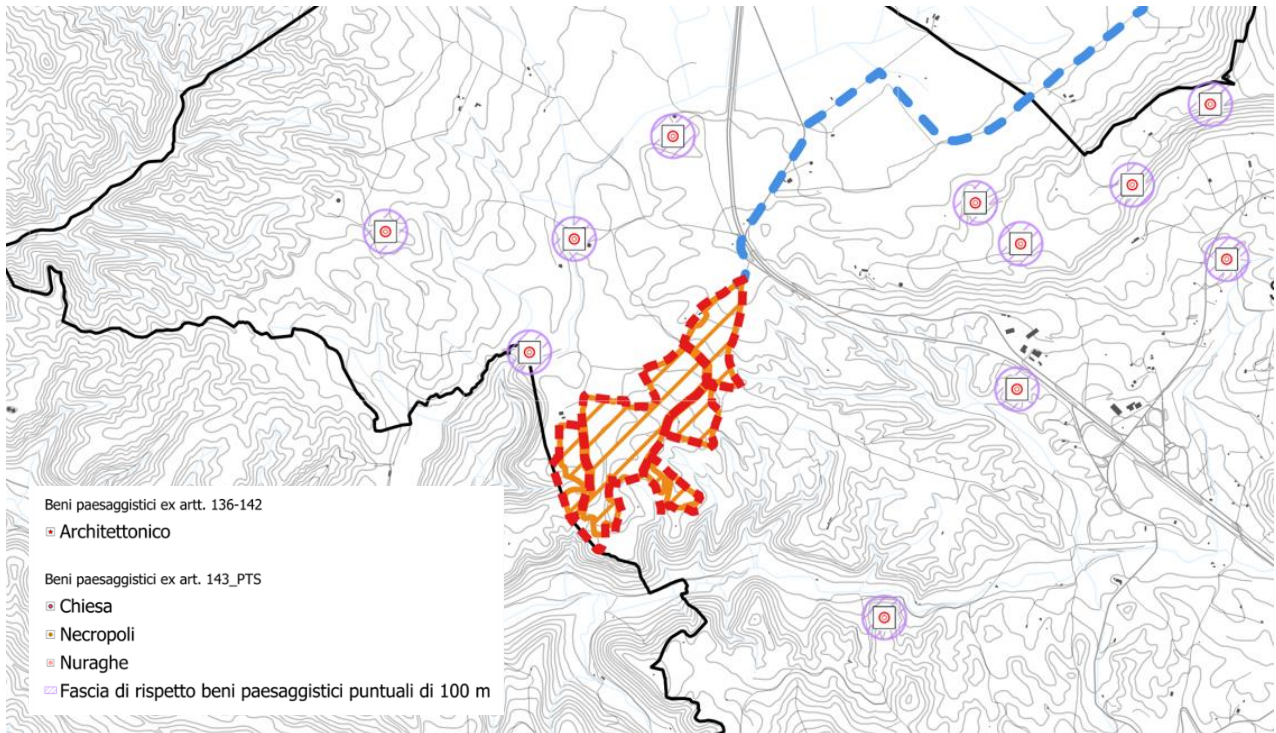 Beni paesaggistici ex artt. 136-142
Architettonico
Beni paesaggistici ex art. 143_PTS
Chiesa
Necropoli
Nuraghe
Fascia di rispetto beni paesaggistici puntuali di 100 m